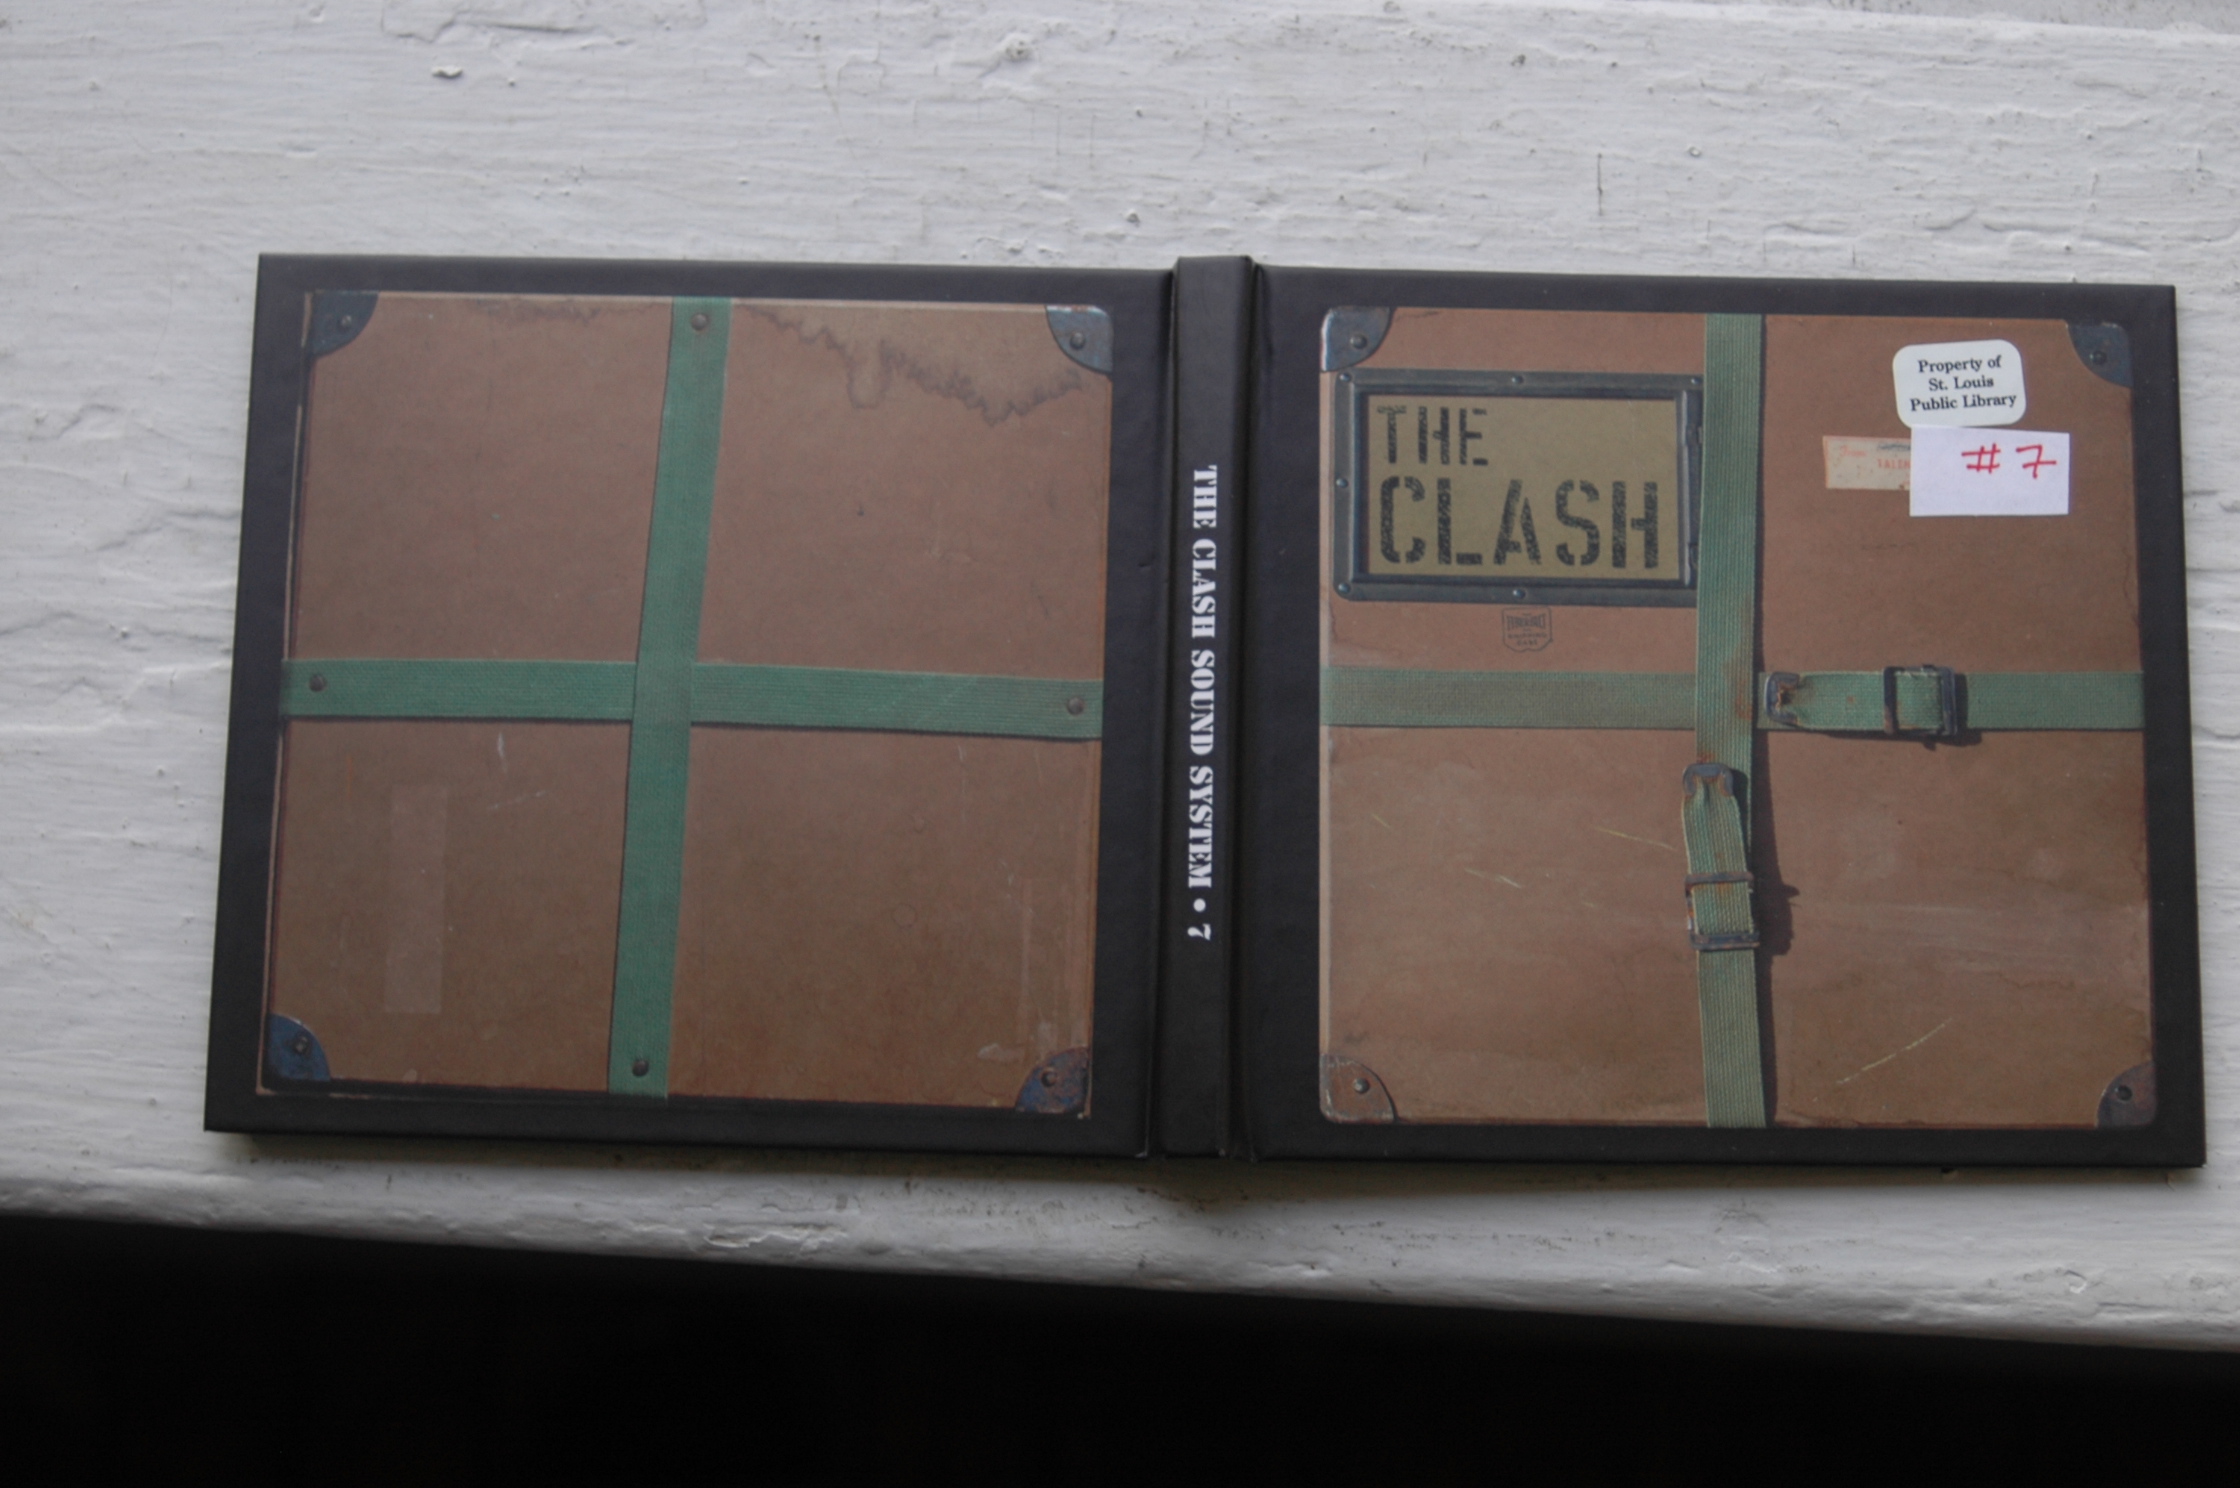 THE CLASH SOUND SYSTEM • 7
THE
CLASH
Property of
St. Louis
Public Library
# 7